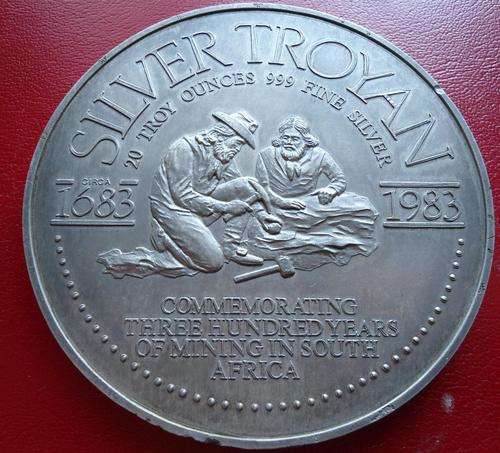 SILVER TROYAN
20 TROY OUNCES 999 FINE SILVER
CIRCA
1683
1983
COMMEMORATING
THREE HUNDRED YEARS
OF MINING IN SOUTH
AFRICA